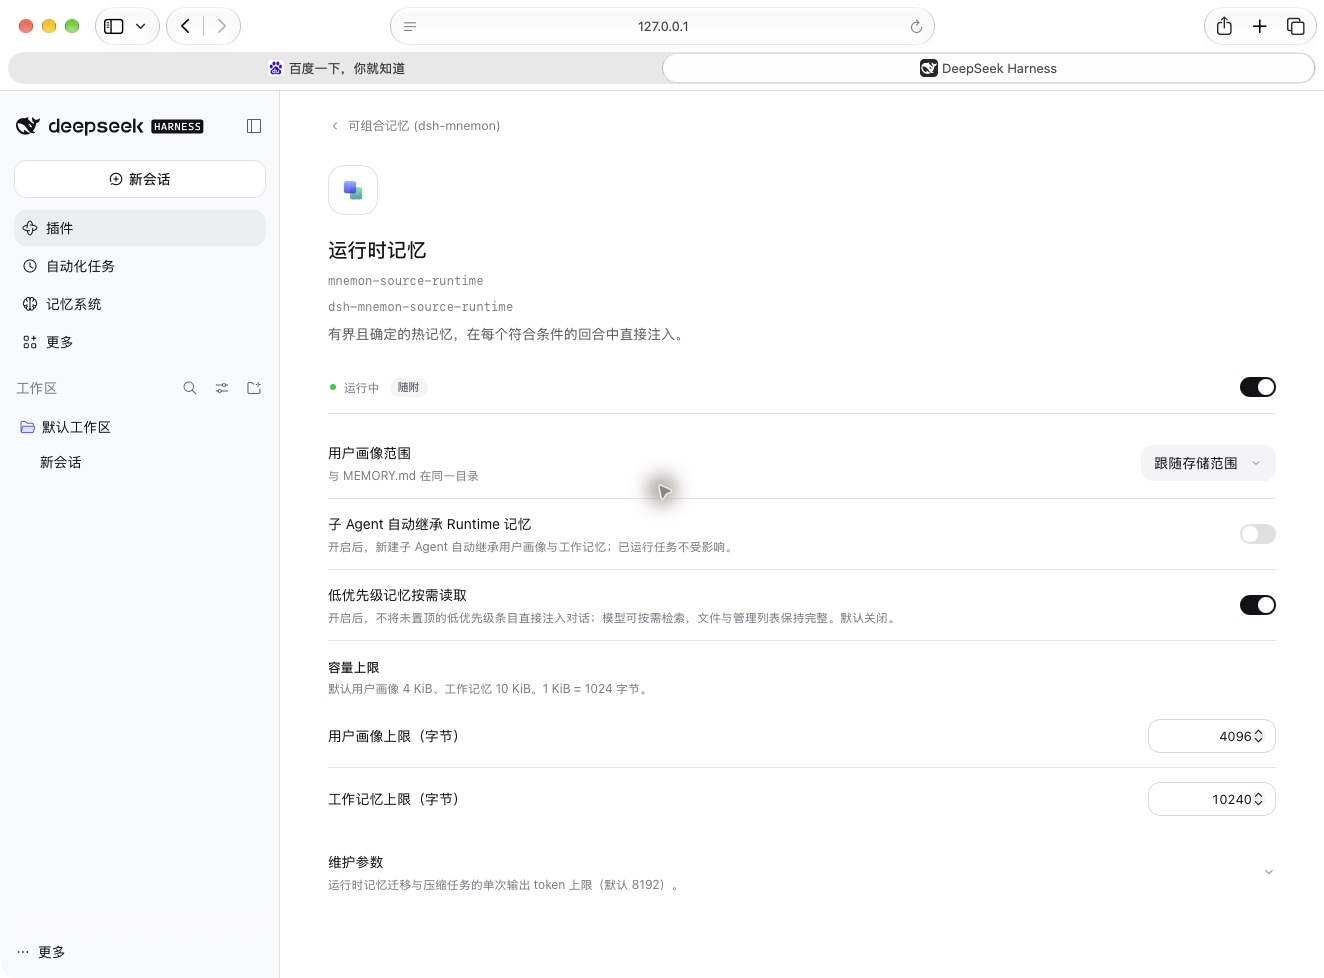 127.0.0.1
百度一下，你就知道
DeepSeek Harness
deepseek HARNESS
新会话
插件
自动化任务
记忆系统
更多
工作区
默认工作区
新会话
更多
可组合记忆 (dsh-mnemon)
运行时记忆
mnemon-source-runtime
dsh-mnemon-source-runtime
有界且确定的热记忆，在每个符合条件的回合中直接注入。
运行中 随附
用户画像范围
与 MEMORY.md 在同一目录
跟随存储范围
子 Agent 自动继承 Runtime 记忆
开启后，新建子 Agent 自动继承用户画像与工作记忆；已运行任务不受影响。
低优先级记忆按需读取
开启后，不将未置顶的低优先级条目直接注入对话；模型可按需检索，文件与管理列表保持完整。默认关闭。
容量上限
默认用户画像 4 KiB、工作记忆 10 KiB。1 KiB = 1024 字节。
用户画像上限（字节）
4096
工作记忆上限（字节）
10240
维护参数
运行时记忆迁移与压缩任务的单次输出 token 上限（默认 8192）。